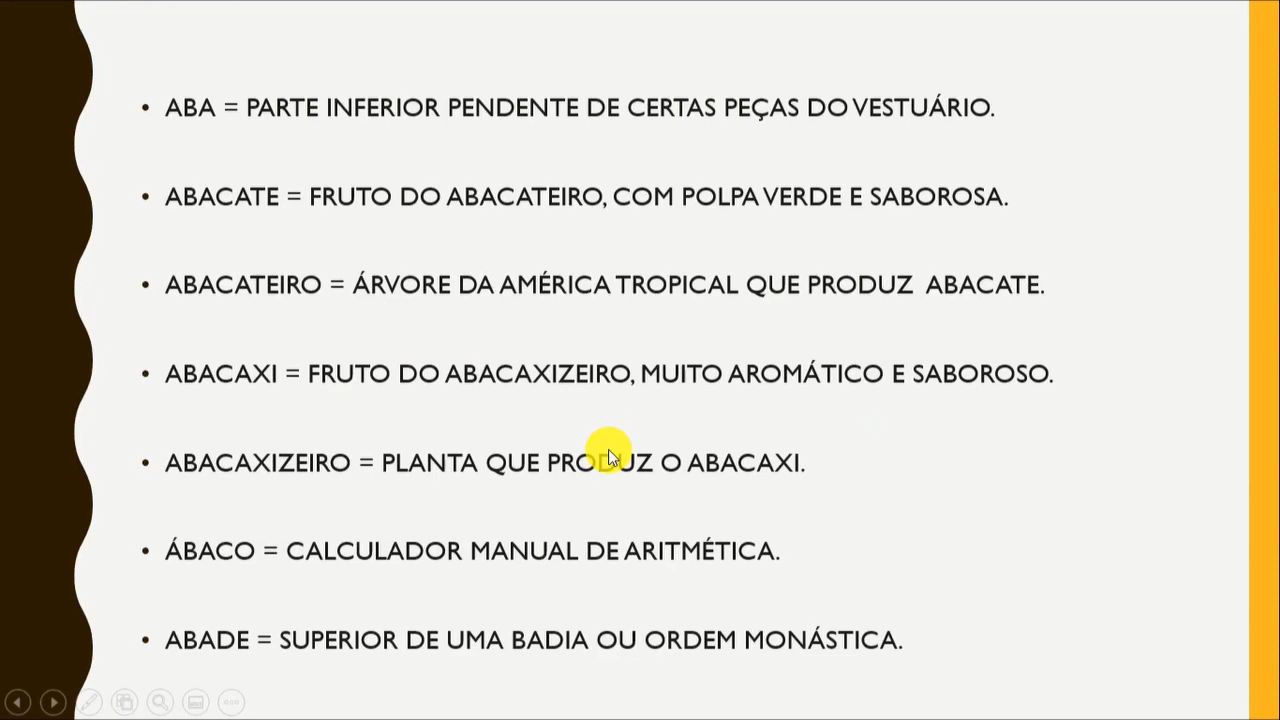 • ABA = PARTE INFERIOR PENDENTE DE CERTAS PEÇAS DO VESTUÁRIO.
• ABACATE = FRUTO DO ABACATEIRO, COM POLPA VERDE E SABOROSA.
• ABACATEIRO = ÁRVORE DA AMÉRICA TROPICAL QUE PRODUZ ABACATE.
• ABACAXI = FRUTO DO ABACAXIZEIRO, MUITO AROMÁTICO E SABOROSO.
• ABACAXIZEIRO = PLANTA QUE PRODUZ O ABACAXI.
• ÁBACO = CALCULADOR MANUAL DE ARITMÉTICA.
• ABADE = SUPERIOR DE UMA BADIA OU ORDEM MONÁSTICA.